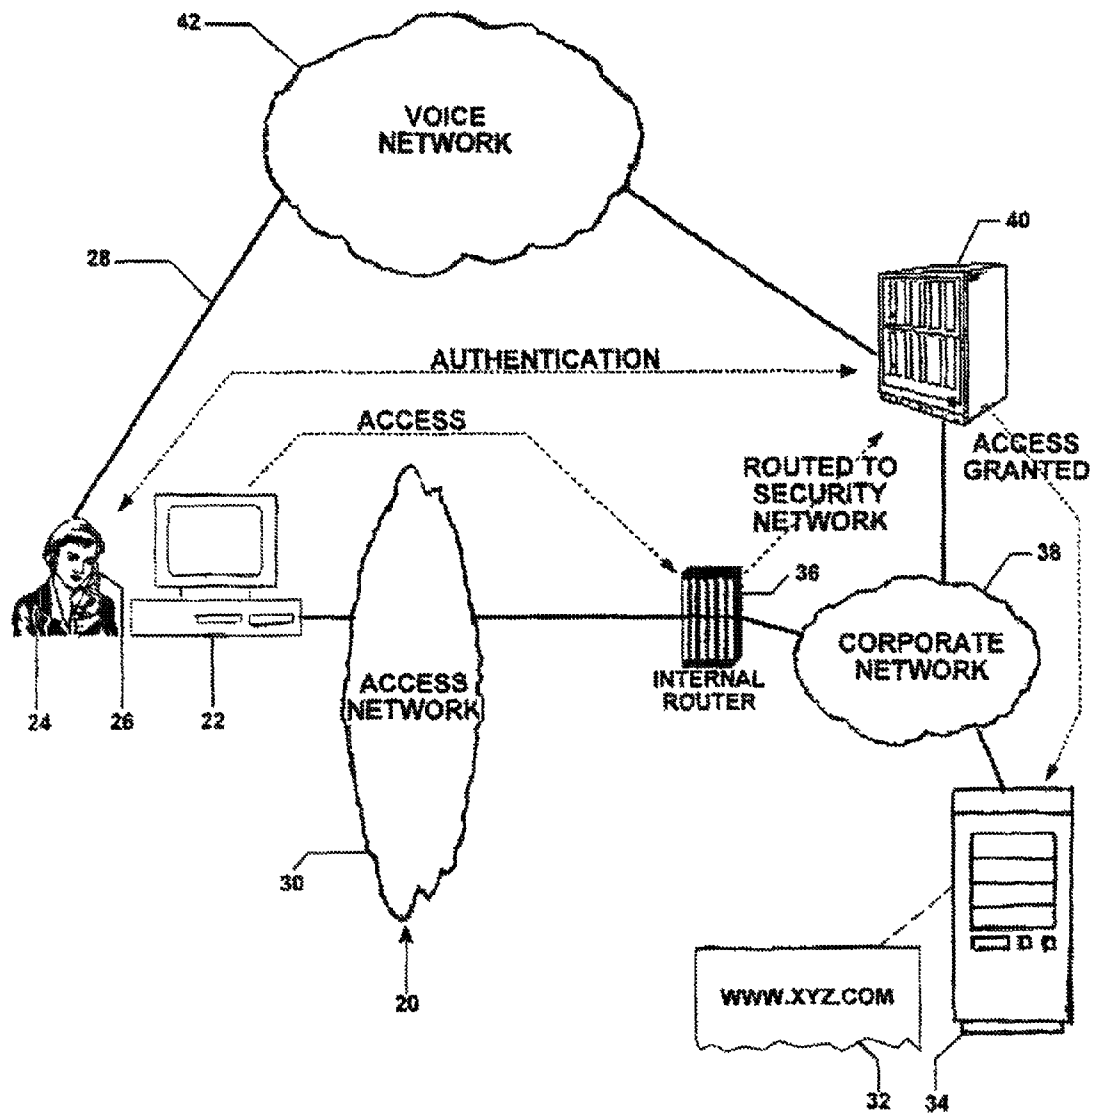 42
VOICE
NETWORK
40
28
AUTHENTICATION
ACCESS
ACCESS
GRANTED
ROUTED TO
SECURITY
NETWORK
36
38
CORPORATE
NETWORK
INTERNAL
ROUTER
ACCESS
NETWORK
24
26
22
30
20
WWW.XYZ.COM
32
34